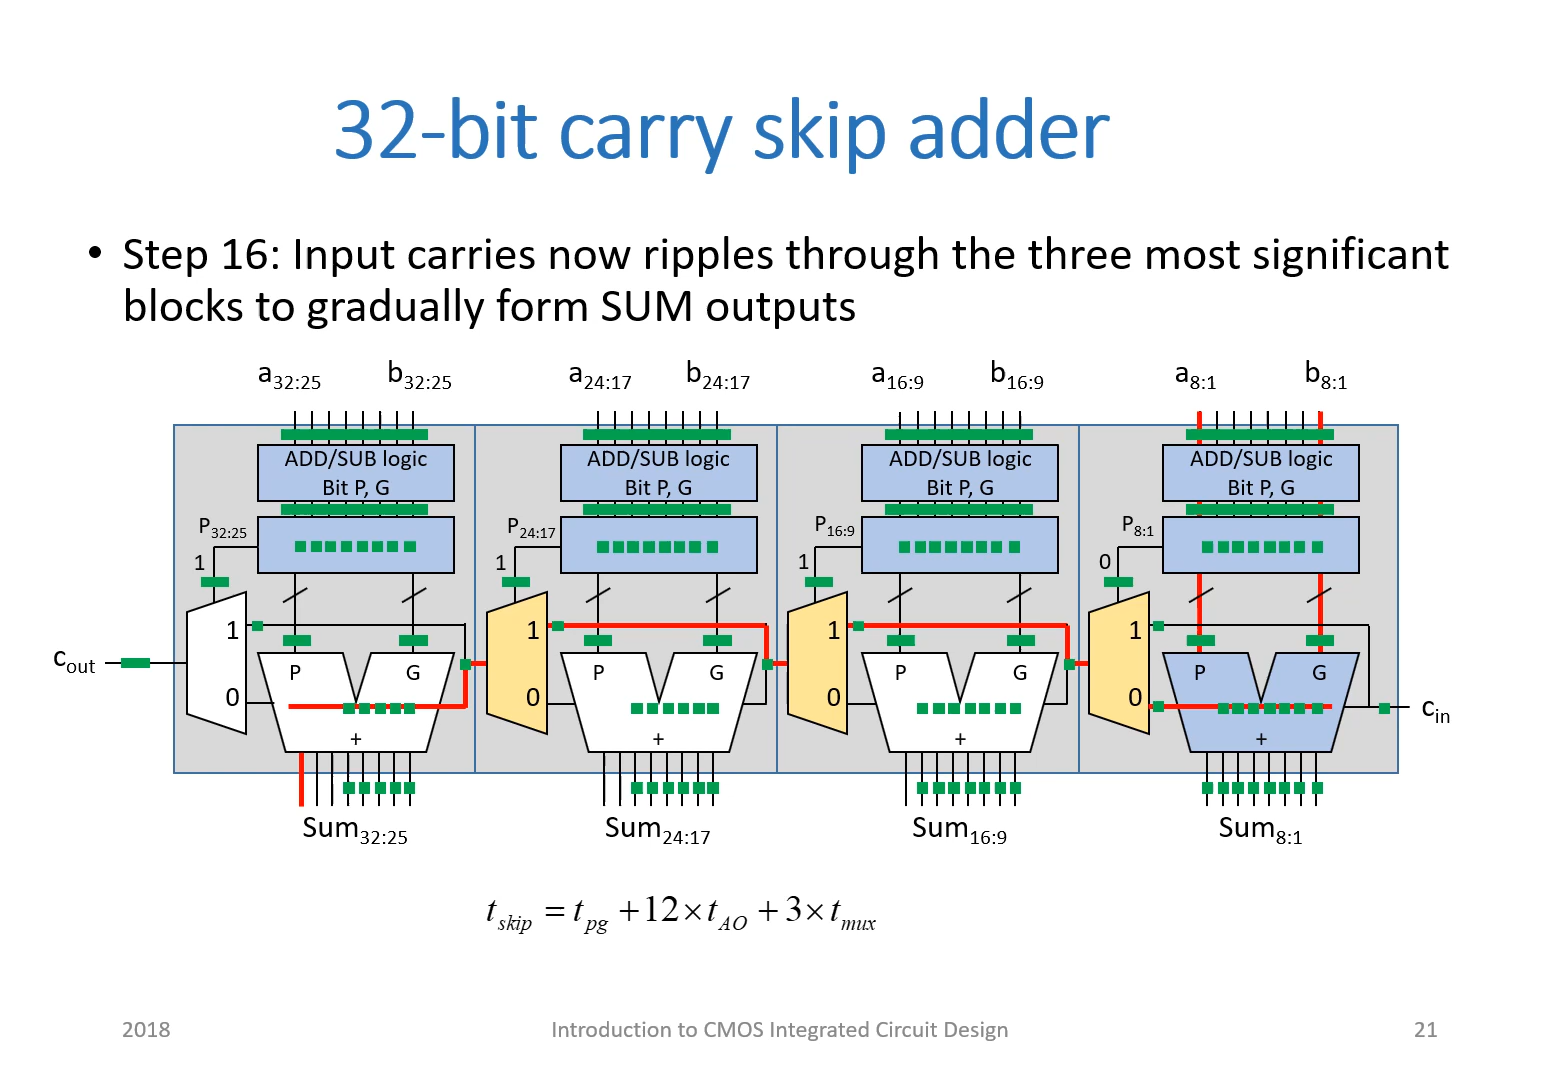 32-bit carry skip adder
• Step 16: Input carries now ripples through the three most significant
blocks to gradually form SUM outputs
a32:25 b32:25 a24:17 b24:17 a16:9 b16:9 a8:1 b8:1
ADD/SUB logic ADD/SUB logic ADD/SUB logic ADD/SUB logic
Bit P, G Bit P, G Bit P, G Bit P, G
P32:25 P24:17 P16:9 P8:1
1 1 1 0
1 1 1 1
cout P G P G P G P G
0 0 0 0 cin
+ + + +
Sum32:25 Sum24:17 Sum16:9 Sum8:1
tskip = tpg + 12 × tAO + 3 × tmux
2018 Introduction to CMOS Integrated Circuit Design 21